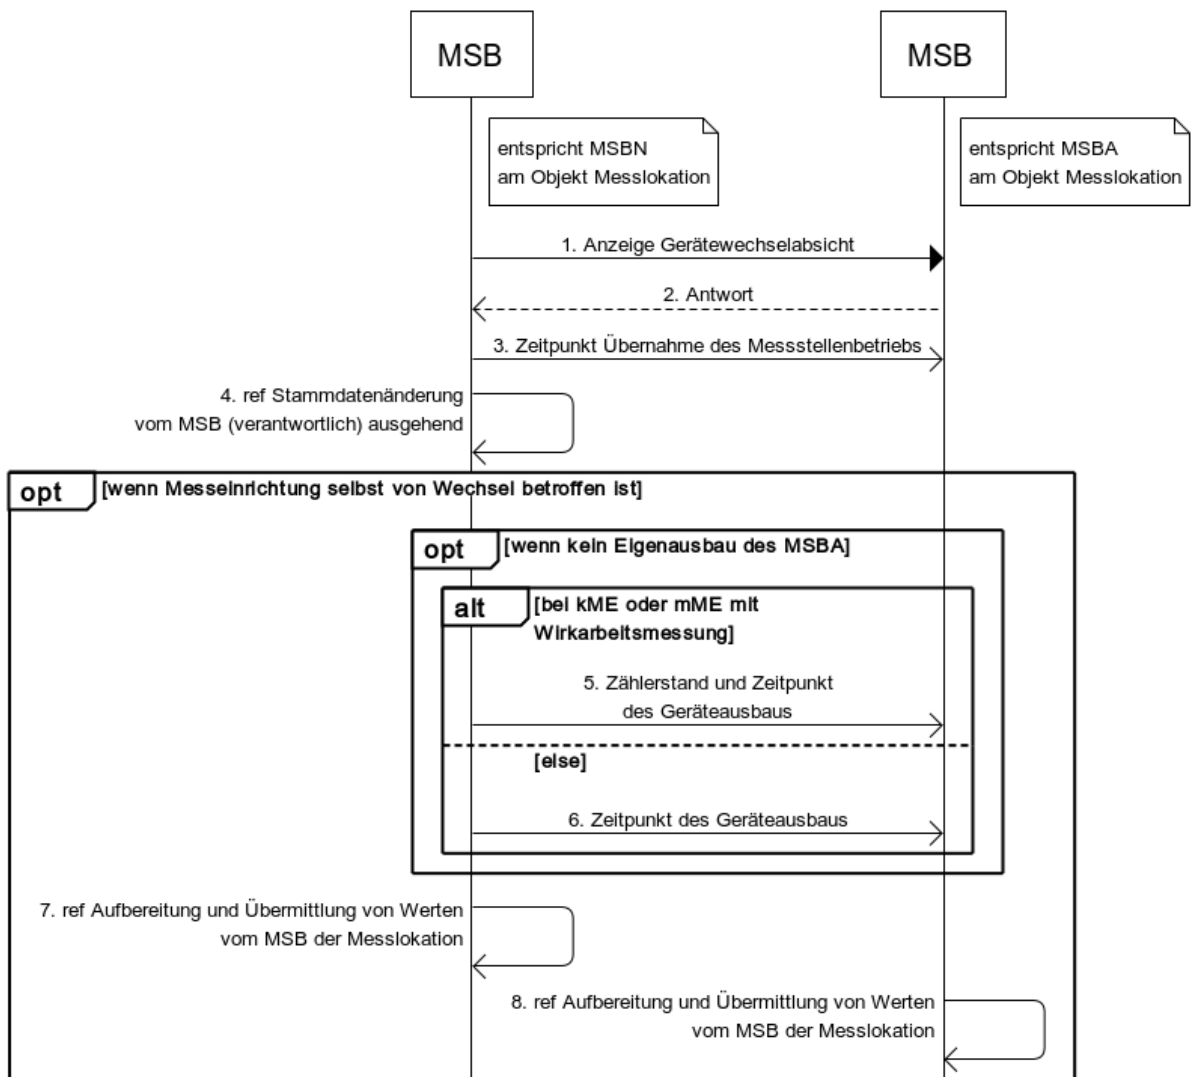 MSB
MSB
entspricht MSBN
am Objekt Messlokation
entspricht MSBA
am Objekt Messlokation
1. Anzeige Gerätewechselabsicht
2. Antwort
3. Zeitpunkt Übernahme des Messstellenbetriebs
4. ref Stammdatenänderung
vom MSB (verantwortlich) ausgehend
opt [wenn Messeinrichtung selbst von Wechsel betroffen ist]
opt [wenn kein Eigenausbau des MSBA]
alt [bei kME oder mME mit
Wirkarbeitsmessung]
5. Zählerstand und Zeitpunkt
des Geräteausbaus
[else]
6. Zeitpunkt des Geräteausbaus
7. ref Aufbereitung und Übermittlung von Werten
vom MSB der Messlokation
8. ref Aufbereitung und Übermittlung von Werten
vom MSB der Messlokation